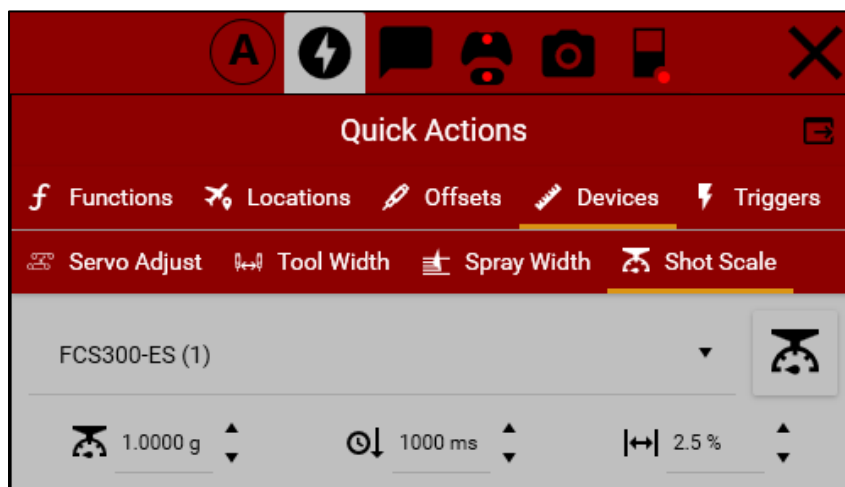 A
Quick Actions
Functions Locations Offsets Devices Triggers
Servo Adjust Tool Width Spray Width Shot Scale
FCS300-ES (1)
1.0000 g 1000 ms 2.5 %